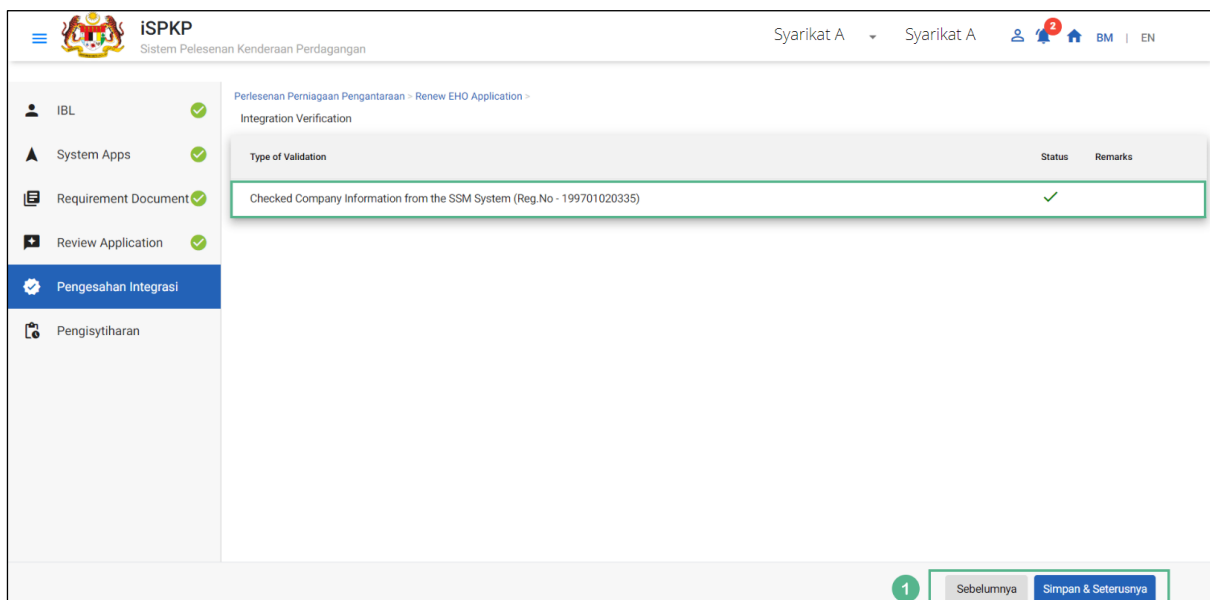 iSPKP
Sistem Pelesenan Kenderaan Perdagangan
Syarikat A
Syarikat A
2
BM | EN
IBL
System Apps
Requirement Document
Review Application
Pengesahan Integrasi
Pengisytiharan
Perlesenan Perniagaan Pengantaraan > Renew EHO Application >
Integration Verification
Type of Validation Status Remarks
Checked Company Information from the SSM System (Reg.No - 199701020335)
1
Sebelumnya
Simpan & Seterusnya